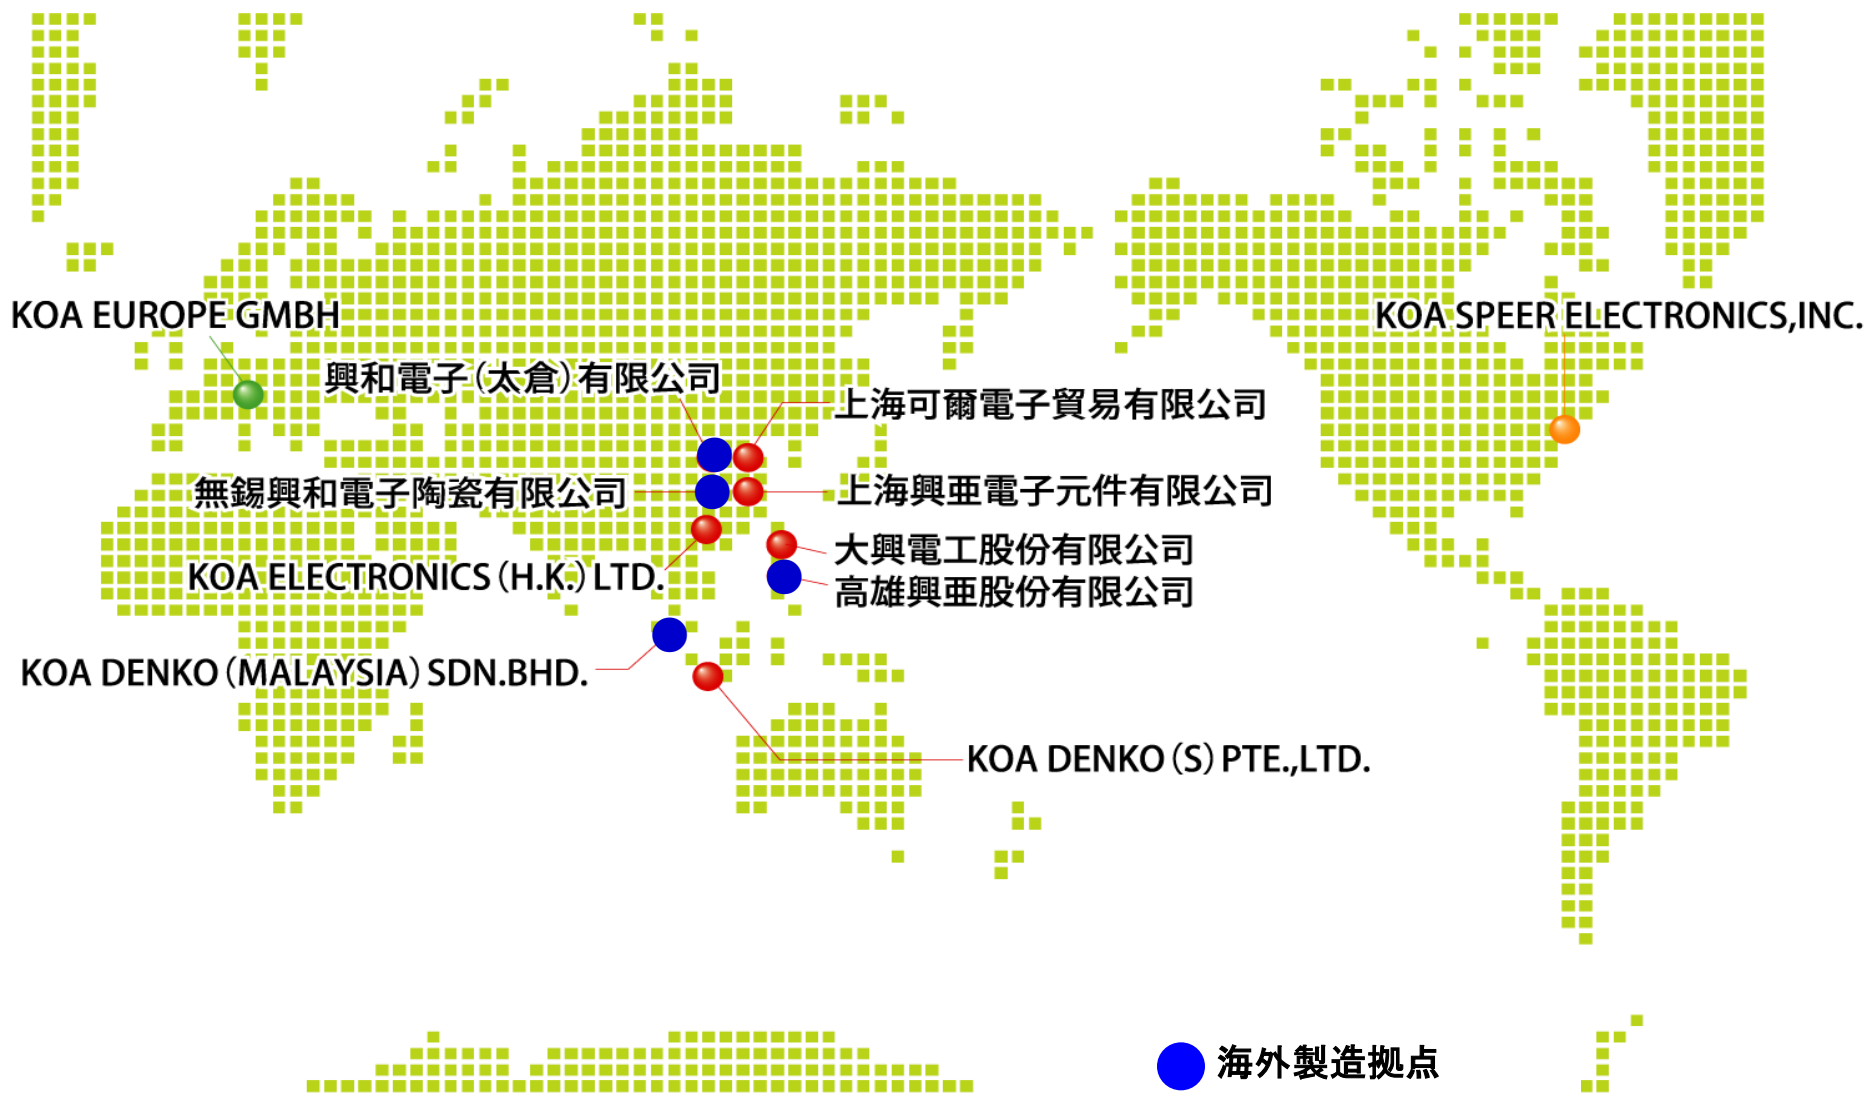 KOA EUROPE GMBH
KOA SPEER ELECTRONICS,INC.
興和電子（太倉）有限公司
上海可爾電子貿易有限公司
無錫興和電子陶瓷有限公司
上海興亜電子元件有限公司
大興電工股份有限公司
KOA ELECTRONICS（H.K.）LTD.
高雄興亜股份有限公司
KOA DENKO（MALAYSIA）SDN.BHD.
KOA DENKO（S）PTE.,LTD.
海外製造拠点